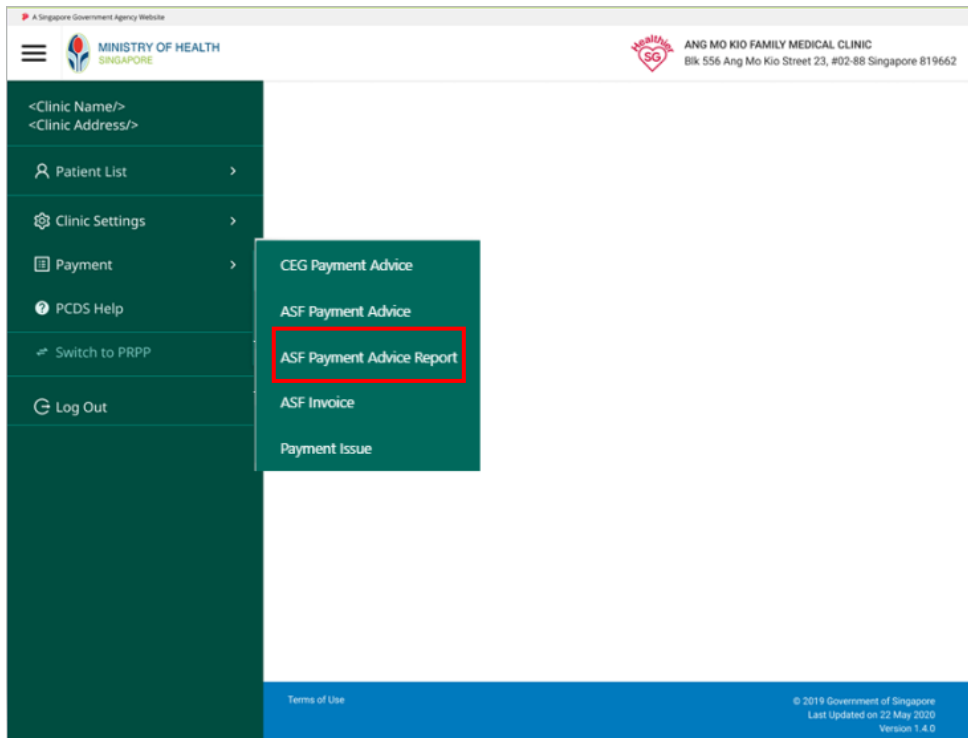 A Singapore Government Agency Website
MINISTRY OF HEALTH
SINGAPORE
Healthier
SG
ANG MO KIO FAMILY MEDICAL CLINIC
Blk 556 Ang Mo Kio Street 23, #02-88 Singapore 819662
<Clinic Name/>
<Clinic Address/>
Patient List
Clinic Settings
Payment
PCDS Help
Switch to PRPP
Log Out
CEG Payment Advice
ASF Payment Advice
ASF Payment Advice Report
ASF Invoice
Payment Issue
Terms of Use
© 2019 Government of Singapore
Last Updated on 22 May 2020
Version 1.4.0